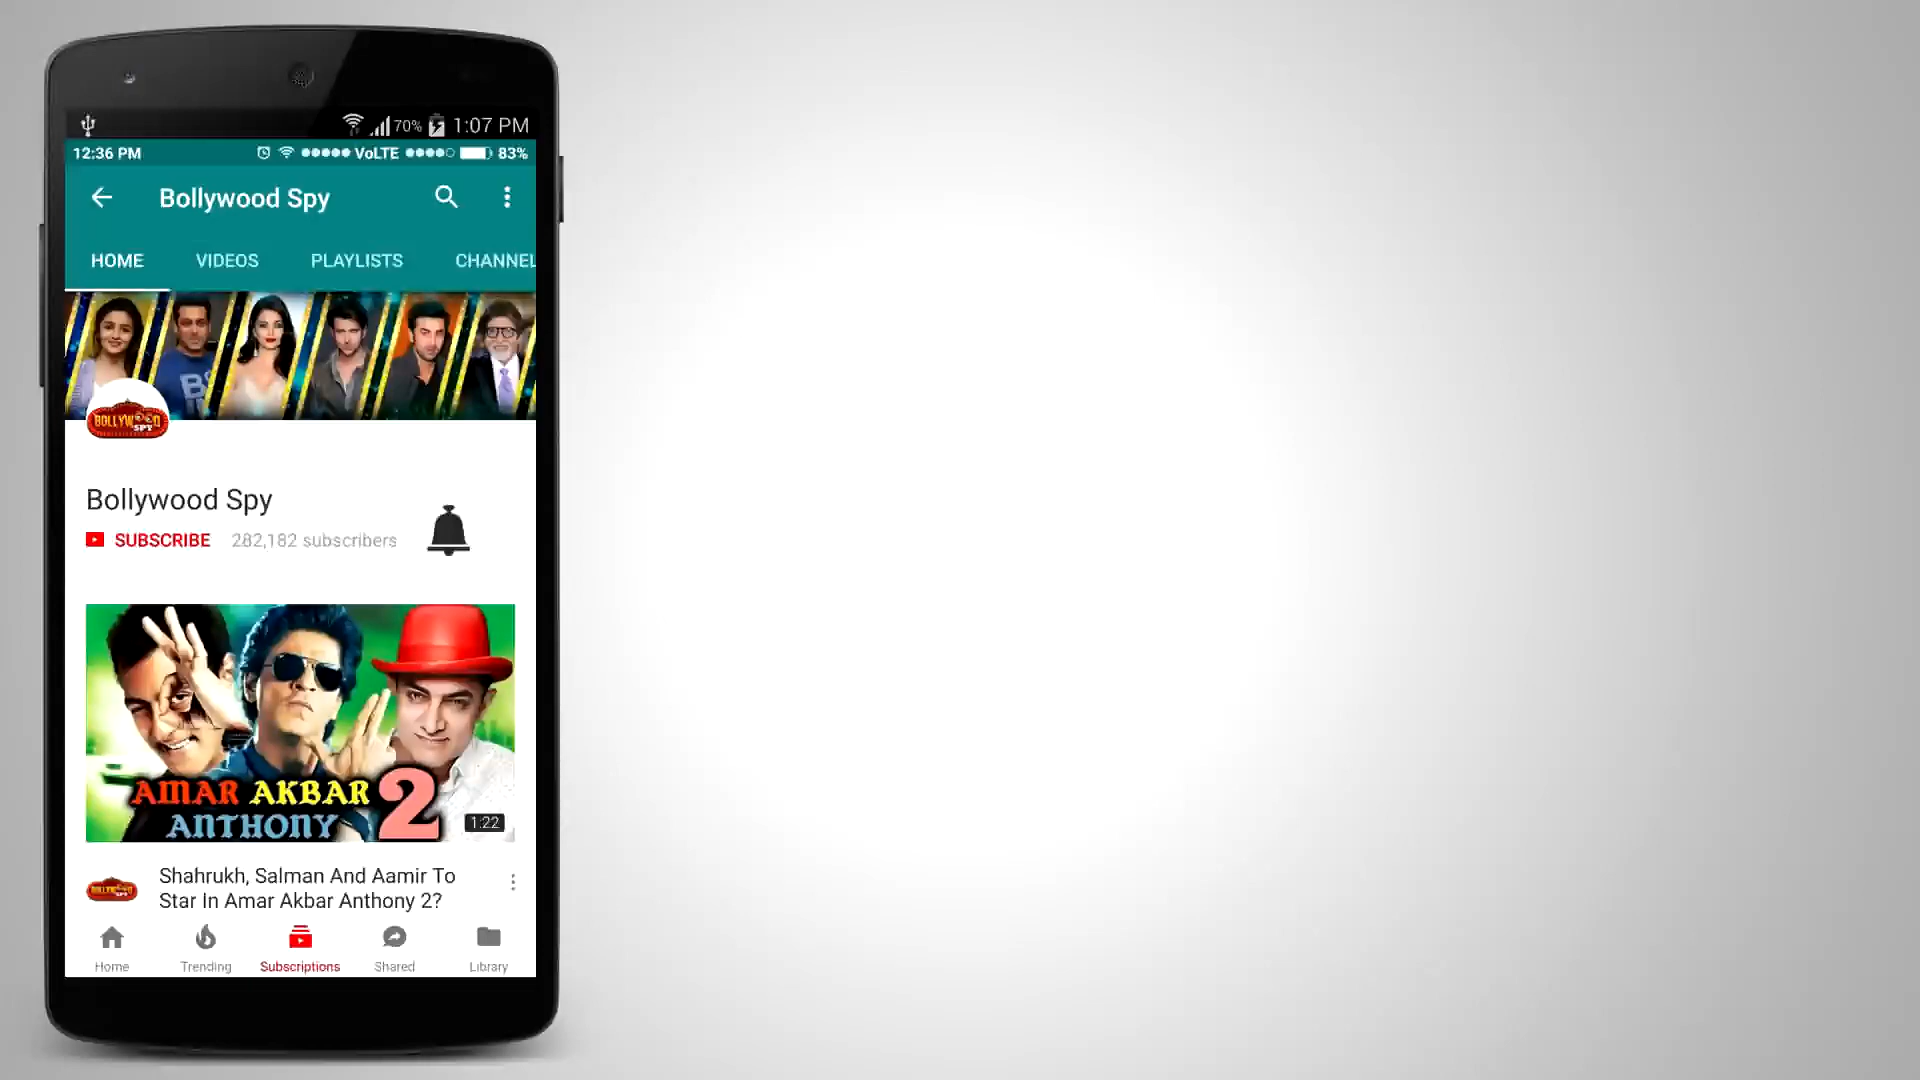 70% 1:07 PM
12:36 PM VoLTE 83%
Bollywood Spy
HOME VIDEOS PLAYLISTS CHANNEL
BOLLYWOOD
SPY
Bollywood Spy
SUBSCRIBE 282,182 subscribers
AMAR AKBAR 2
ANTHONY
1:22
Shahrukh, Salman And Aamir To
Star In Amar Akbar Anthony 2?
Home Trending Subscriptions Shared Library